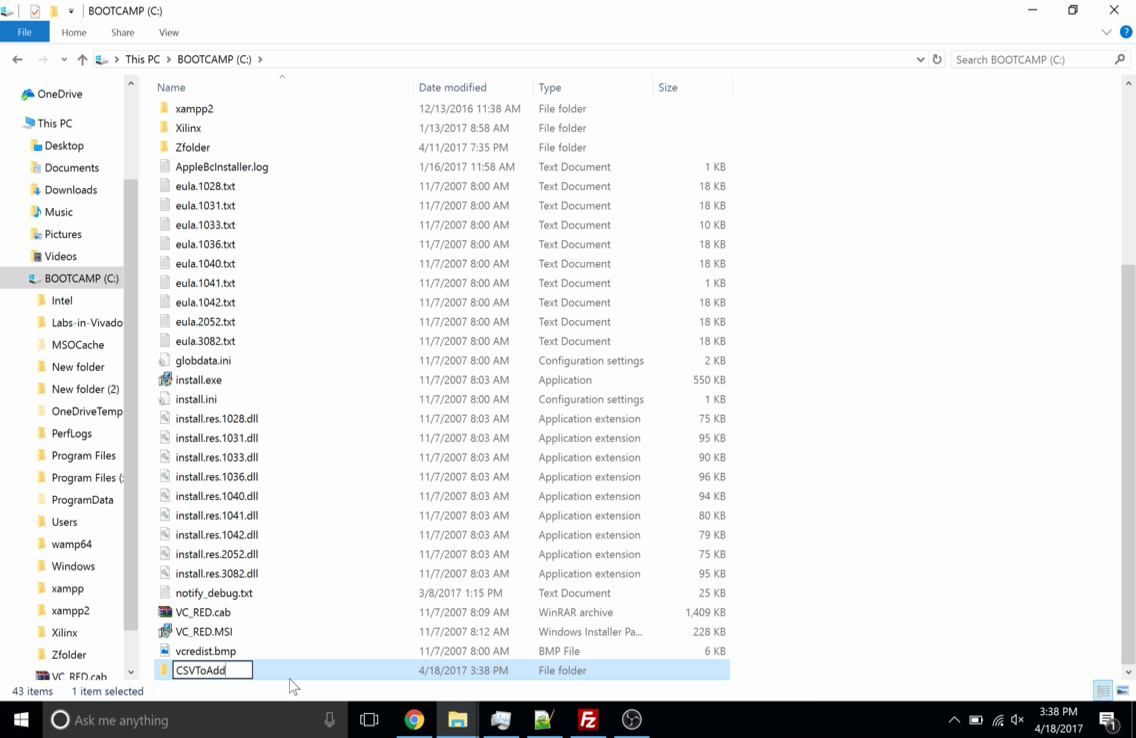 BOOTCAMP (C:)
File Home Share View
This PC BOOTCAMP (C:) Search BOOTCAMP (C:)
Name Date modified Type Size
OneDrive
This PC
Desktop
Documents
Downloads
Music
Pictures
Videos
BOOTCAMP (C:)
Intel
Labs-in-Vivado
MSOCache
New folder
New folder (2)
OneDriveTemp
PerfLogs
Program Files
Program Files (
ProgramData
Users
wamp64
Windows
xampp
xampp2
Xilinx
Zfolder
VC_RED.cab
xampp2 12/13/2016 11:38 AM File folder
Xilinx 1/13/2017 8:58 AM File folder
Zfolder 4/11/2017 7:35 PM File folder
AppleBcInstaller.log 1/16/2017 11:58 AM Text Document 1 KB
eula.1028.txt 11/7/2007 8:00 AM Text Document 18 KB
eula.1031.txt 11/7/2007 8:00 AM Text Document 18 KB
eula.1033.txt 11/7/2007 8:00 AM Text Document 10 KB
eula.1036.txt 11/7/2007 8:00 AM Text Document 18 KB
eula.1040.txt 11/7/2007 8:00 AM Text Document 18 KB
eula.1041.txt 11/7/2007 8:00 AM Text Document 1 KB
eula.1042.txt 11/7/2007 8:00 AM Text Document 18 KB
eula.2052.txt 11/7/2007 8:00 AM Text Document 18 KB
eula.3082.txt 11/7/2007 8:00 AM Text Document 18 KB
globdata.ini 11/7/2007 8:00 AM Configuration settings 2 KB
install.exe 11/7/2007 8:03 AM Application 550 KB
install.ini 11/7/2007 8:00 AM Configuration settings 1 KB
install.res.1028.dll 11/7/2007 8:03 AM Application extension 75 KB
install.res.1031.dll 11/7/2007 8:03 AM Application extension 95 KB
install.res.1033.dll 11/7/2007 8:03 AM Application extension 90 KB
install.res.1036.dll 11/7/2007 8:03 AM Application extension 96 KB
install.res.1040.dll 11/7/2007 8:03 AM Application extension 94 KB
install.res.1041.dll 11/7/2007 8:03 AM Application extension 80 KB
install.res.1042.dll 11/7/2007 8:03 AM Application extension 79 KB
install.res.2052.dll 11/7/2007 8:03 AM Application extension 75 KB
install.res.3082.dll 11/7/2007 8:03 AM Application extension 95 KB
notify_debug.txt 3/8/2017 1:15 PM Text Document 25 KB
VC_RED.cab 11/7/2007 8:09 AM WinRAR archive 1,409 KB
VC_RED.MSI 11/7/2007 8:12 AM Windows Installer Pa... 228 KB
vcredist.bmp 11/7/2007 8:00 AM BMP File 6 KB
CSVToAdd 4/18/2017 3:38 PM File folder
43 items 1 item selected
Ask me anything
3:38 PM
4/18/2017
1